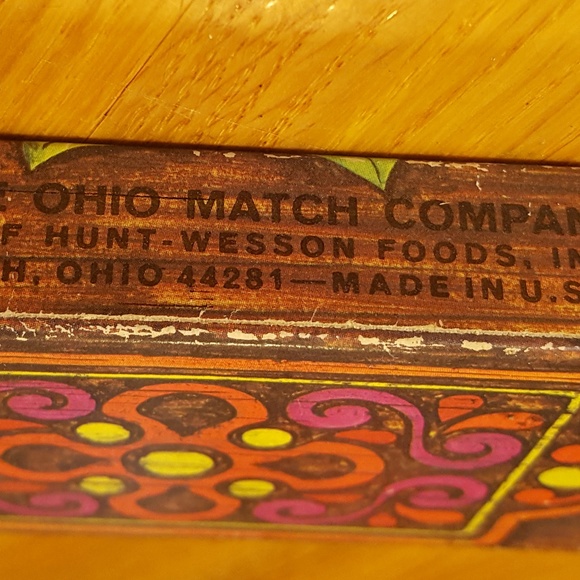 OHIO MATCH COMPAN
F HUNT-WESSON FOODS, IN
H, OHIO 44281—MADE IN U.S